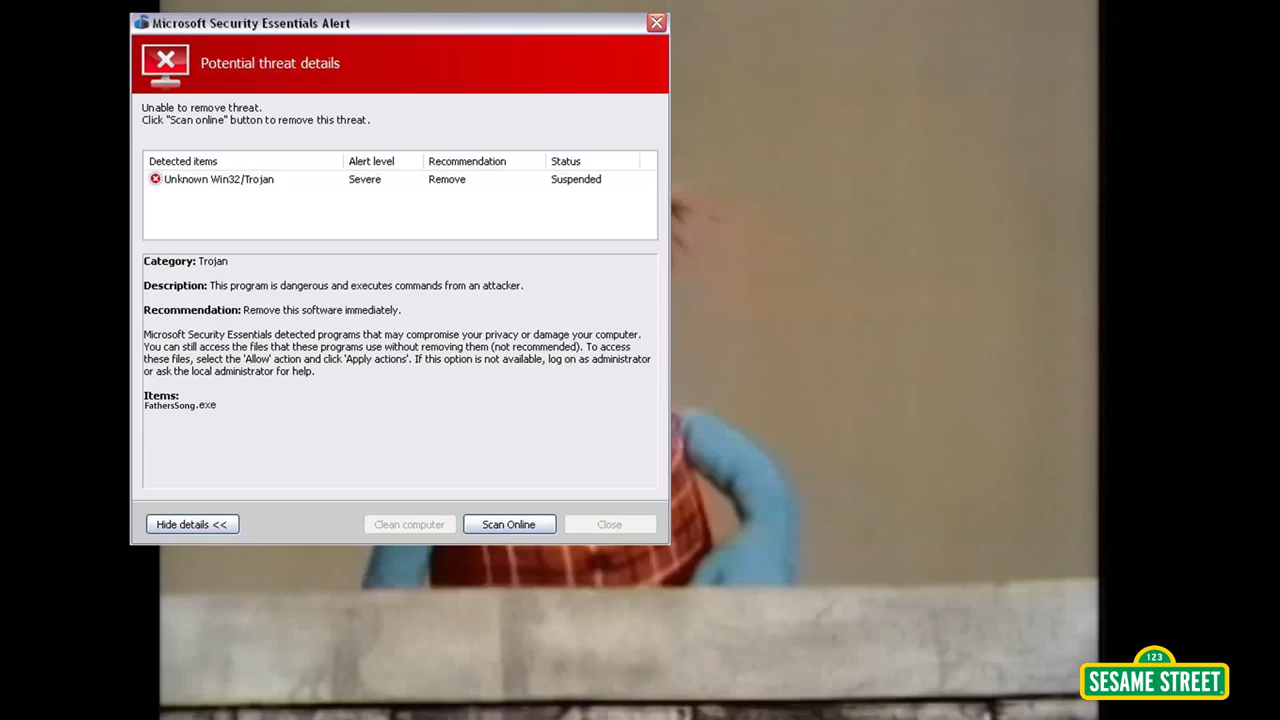 Microsoft Security Essentials Alert
Potential threat details
Unable to remove threat.
Click "Scan online" button to remove this threat.
Detected items Alert level Recommendation Status
Unknown Win32/Trojan Severe Remove Suspended
Category: Trojan
Description: This program is dangerous and executes commands from an attacker.
Recommendation: Remove this software immediately.
Microsoft Security Essentials detected programs that may compromise your privacy or damage your computer.
You can still access the files that these programs use without removing them (not recommended). To access
these files, select the 'Allow' action and click 'Apply actions'. If this option is not available, log on as administrator
or ask the local administrator for help.
Items:
FathersSong.exe
Hide details << Clean computer Scan Online Close
123
SESAME STREET